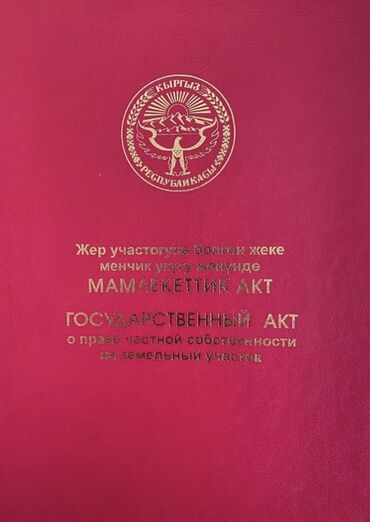 КЫРГЫЗ
РЕСПУБЛИКАСЫ
Жер участогуна болгон жеке
менчик укугу жөнүндө
МАМЛЕКЕТТИК АКТ
ГОСУДАРСТВЕННЫЙ АКТ
о праве частной собственности
на земельный участок